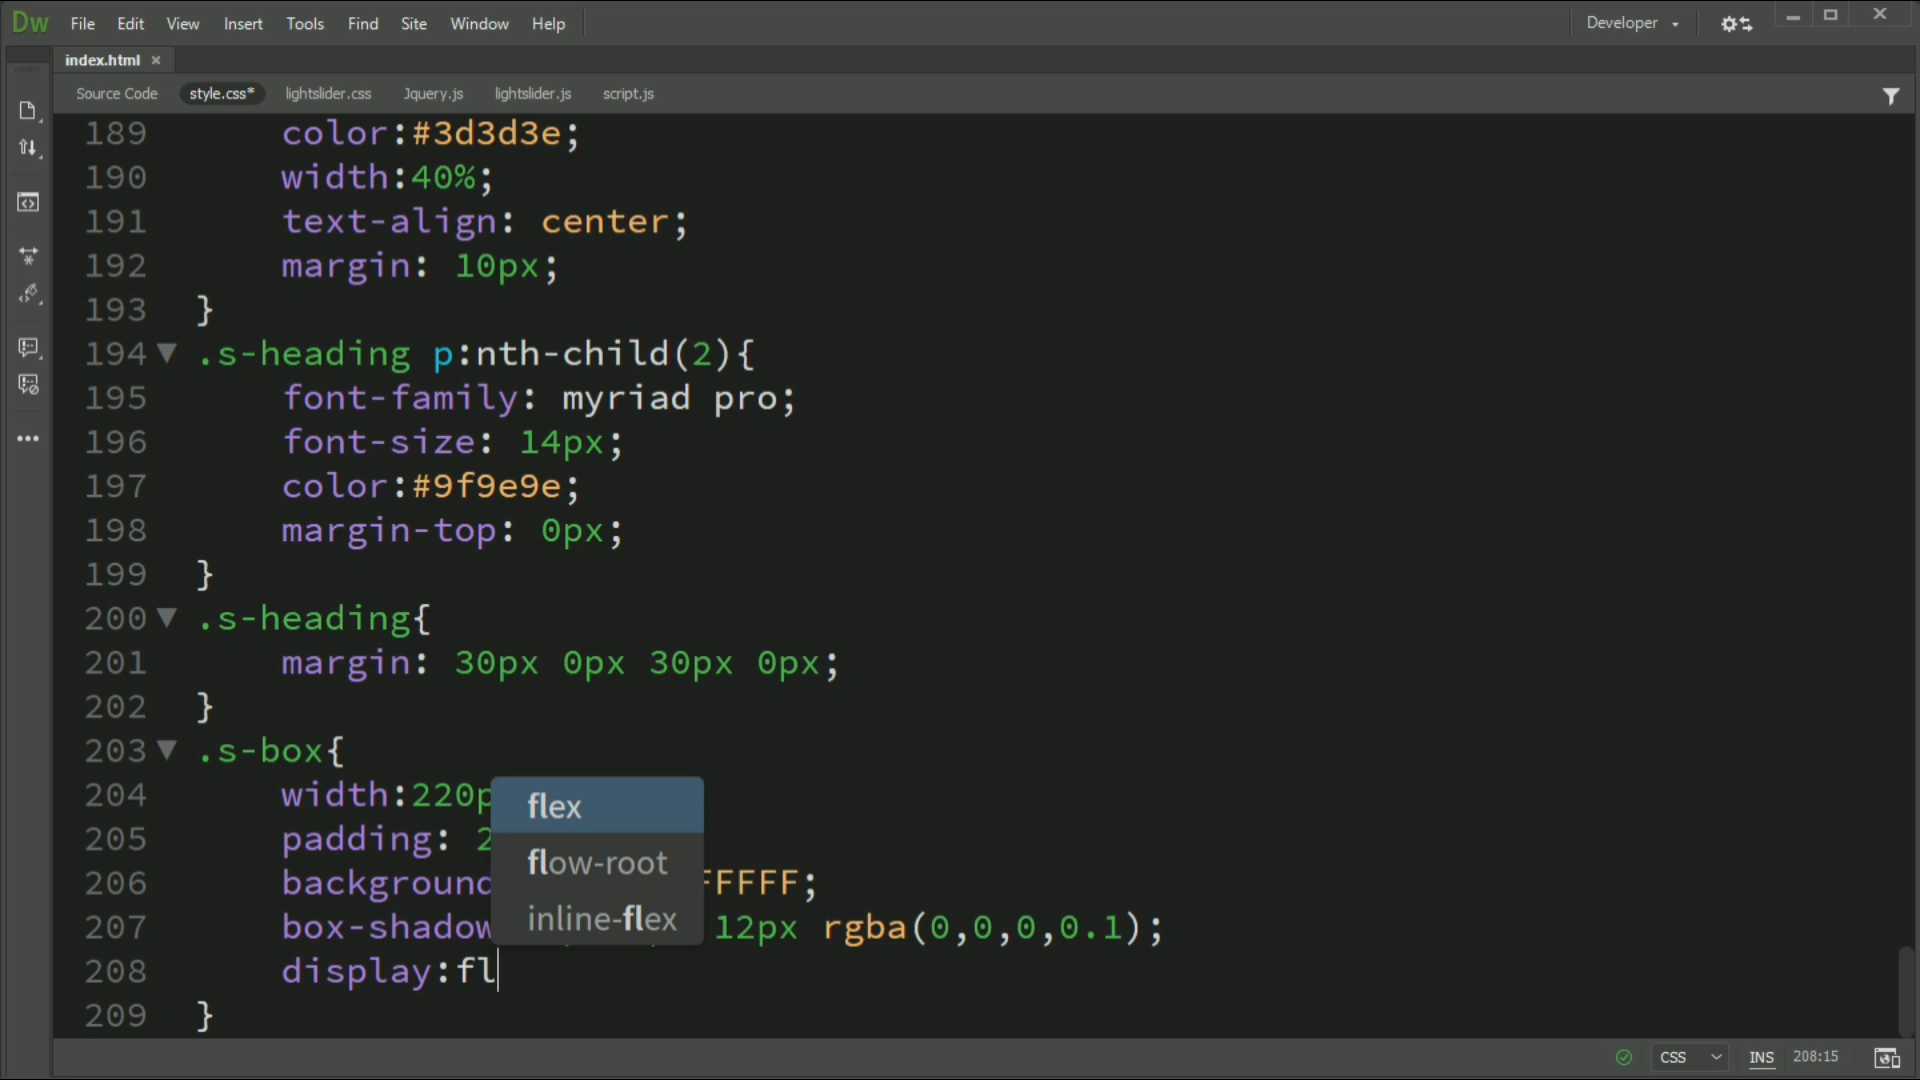 Dw File Edit View Insert Tools Find Site Window Help Developer
index.html ×
Source Code style.css* lightslider.css Jquery.js lightslider.js script.js
189 color:#3d3d3e;
190 width:40%;
191 text-align: center;
192 margin: 10px;
193 }
194 .s-heading p:nth-child(2){
195 font-family: myriad pro;
196 font-size: 14px;
197 color:#9f9e9e;
198 margin-top: 0px;
199 }
200 .s-heading{
201 margin: 30px 0px 30px 0px;
202 }
203 .s-box{
204 width:220p
205 padding: 2
206 background FFFFF;
207 box-shadow 12px rgba(0,0,0,0.1);
208 display:fl
209 }
flex
flow-root
inline-flex
CSS INS 208:15